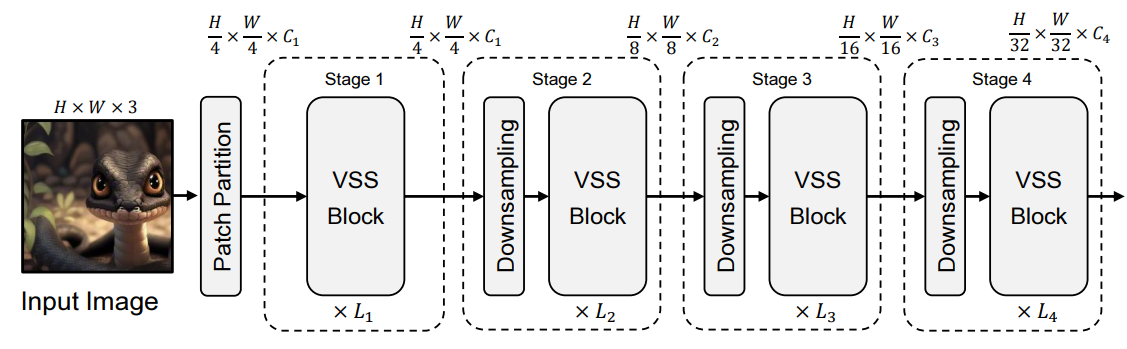 H/4 × W/4 × C₁
H/4 × W/4 × C₁
H/8 × W/8 × C₂
H/16 × W/16 × C₃
H/32 × W/32 × C₄
Stage 1
Stage 2
Stage 3
Stage 4
H × W × 3
Patch Partition
VSS
Block
Downsampling
VSS
Block
Downsampling
VSS
Block
Downsampling
VSS
Block
Input Image
× L₁
× L₂
× L₃
× L₄